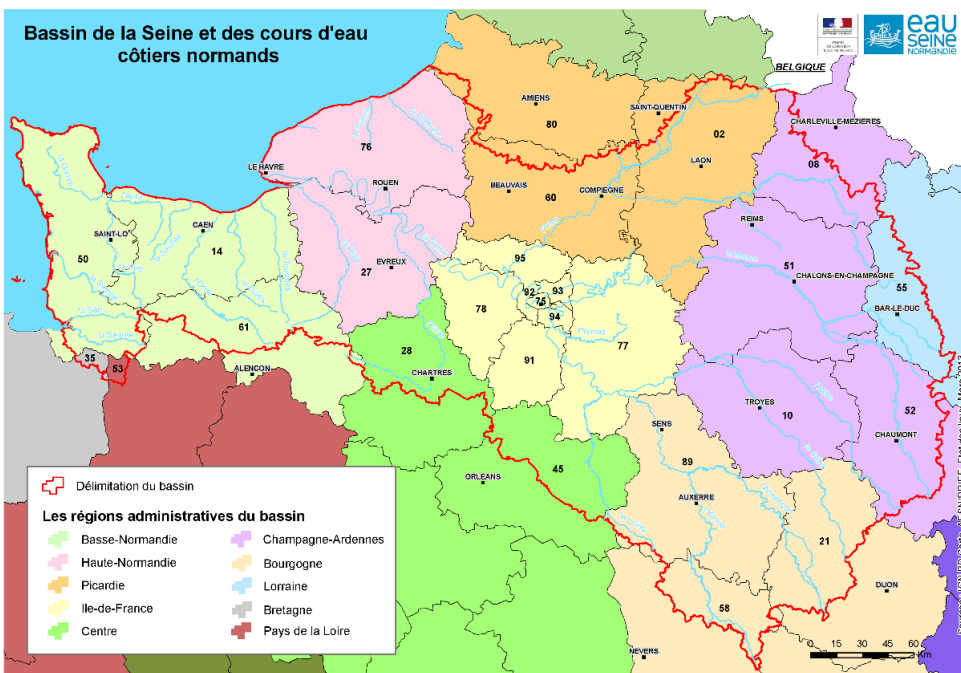 Bassin de la Seine et des cours d'eau
côtiers normands
eau
SEINE
NORMANDIE
BELGIQUE
AMIENS
80
SAINT-QUENTIN
02
CHARLEVILLE-MEZIERES
08
LAON
76
LE HAVRE
ROUEN
BEAUVAIS
60
COMPIEGNE
REIMS
51
CHALONS-EN-CHAMPAGNE
55
BAR-LE-DUC
SAINT-LO
50
CAEN
14
27
EVREUX
95
92
93
75
94
78
91
77
61
35
53
ALENCON
28
CHARTRES
TROYES
10
52
CHAUMONT
SENS
89
AUXERRE
ORLEANS
45
21
DIJON
58
NEVERS
Délimitation du bassin
Les régions administratives du bassin
Basse-Normandie
Haute-Normandie
Picardie
Ile-de-France
Centre
Champagne-Ardennes
Bourgogne
Lorraine
Bretagne
Pays de la Loire
0 15 30 45 60
Km